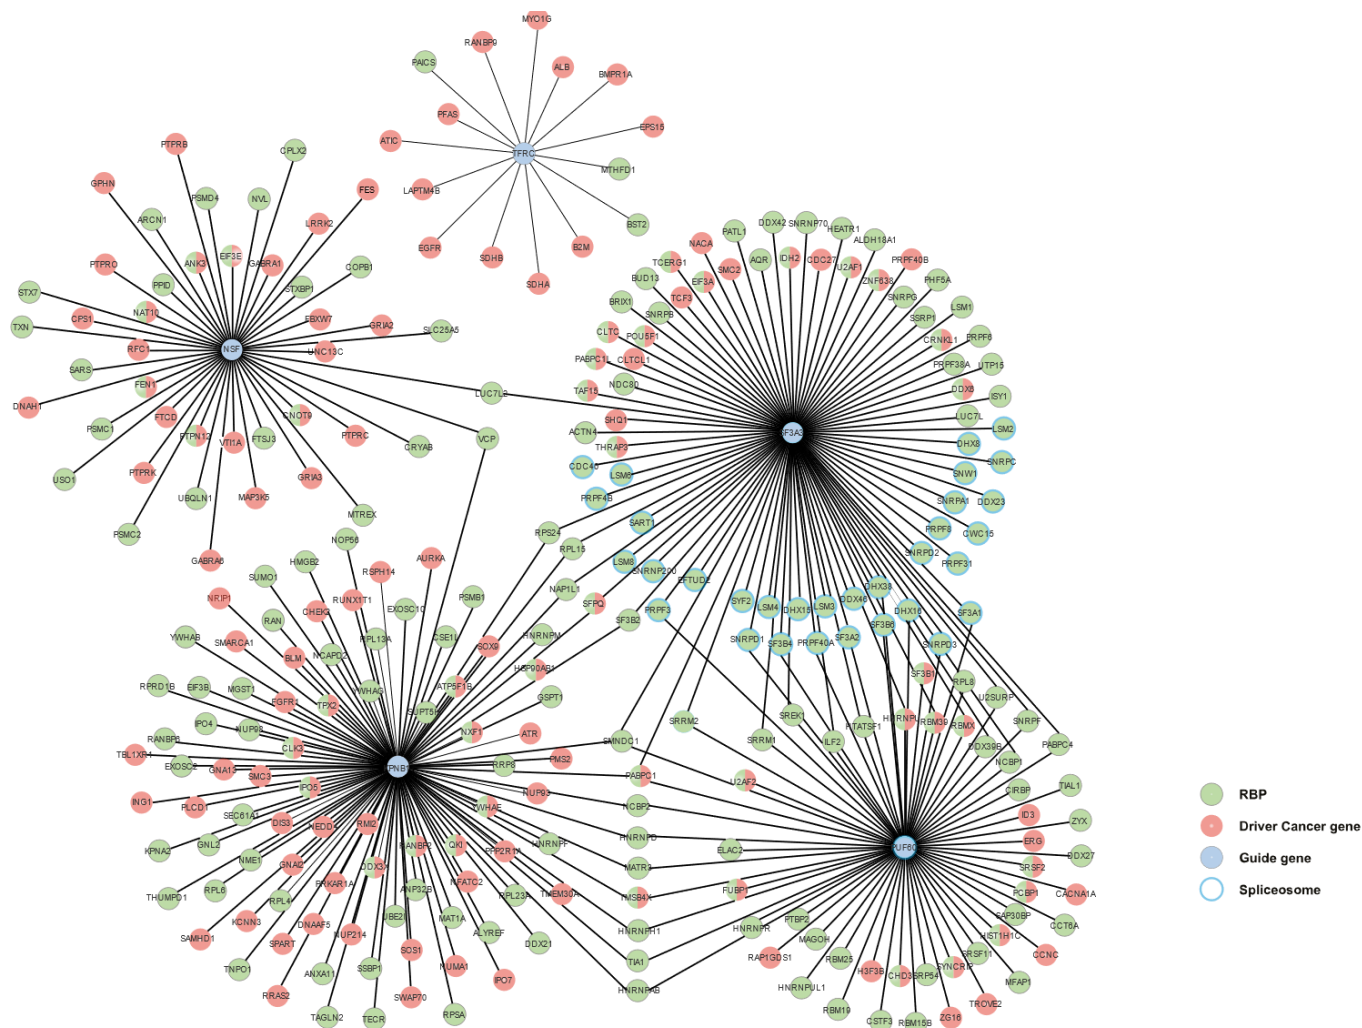 MYO1G
RANBP9
PAICS
ALB
BMPR1A
PFAS
EPS15
ATIC
TFRC
MTHFD1
LAPTM4B
BST2
EGFR
SDHB
B2M
SDHA
PTPRB
CPLX2
GPHN
PSMD4
NVL
FES
ARCN1
LRRK2
PTPRO
ANK3
EIF3E
GABRA1
COPB1
PPID
STXBP1
STX7
NAT10
CPS1
FBXW7
GRIA2
TXN
SLC25A5
RFC1
NSF
UNC13C
SARS
FEN1
LUC7L2
DNAH1
FTCD
CNOT9
PSMC1
PTPN12
VTI1A
FTSJ3
PTPRC
CRYAB
VCP
USO1
PTPRK
UBQLN1
MAP3K5
GRIA3
PSMC2
MTREX
GABRA6
DDX42
SNRNP70
PATL1
HEATR1
NACA
ALDH18A1
TCERG1
SMC2
AQR
IDH2
CDC27
U2AF1
PRPF40B
BUD13
EIF3A
ZNF638
PHF5A
BRIX1
TCF3
SNRPG
SNRPB
SSRP1
LSM1
CLTC
POU5F1
CRNKL1
PRPF6
PABPC1L
CLTCL1
PRPF38A
UTP15
TAF15
NDC80
DDX6
ISY1
SHQ1
LUC7L
ACTN4
SF3A3
LSM2
THRAP3
DHX8
CDC40
LSM6
SNRPC
SNW1
PRPF4B
SNRPA1
DDX23
SART1
PRPF8
CWC15
RPS24
RPL15
SNRPD2
PRPF31
LSM8
SNRNP200
EFTUD2
NAP1L1
SFPQ
PRPF3
SF3B2
SYF2
LSM4
DHX15
LSM3
DDX46
DHX38
DHX16
SF3A1
SNRPD1
SF3B4
PRPF40A
SF3A2
SF3B6
SNRPD3
SF3B1
RPL8
U2SURP
SRRM2
SREK1
HTATSF1
HNRNPU
RBM39
RBMX
SNRPF
SMNDC1
SRRM1
ILF2
DDX39B
PABPC4
NCBP1
PABPC1
U2AF2
CIRBP
TIAL1
NCBP2
ID3
ZYX
HNRNPD
ERG
ELAC2
PUF60
DDX27
MATR3
SRSF2
TMSB4X
FUBP1
PCBP1
CACNA1A
PTBP2
SAP30BP
CCT6A
HNRNPH1
HNRNPR
MAGOH
HIST1H1C
TIA1
RAP1GDS1
RBM25
SRSF11
CCNC
H3F3B
CHD3
SRP54
SYNCRIP
MFAP1
HNRNPAB
HNRNPUL1
RBM19
TROVE2
CSTF3
RBM15B
ZG16
NOP56
HMGB2
RSPH14
AURKA
SUMO1
NRIP1
CHEK2
RUNX1T1
EXOSC10
PSMB1
RAN
YWHAB
SMARCA1
RPL13A
CSE1L
HNRNPM
NCAPD2
BLM
SOX9
HSP90AB1
RPRD1B
EIF3B
MGST1
YWHAG
ATP5F1B
FGFR1
TPX2
GSPT1
SUPT5H
IPO4
NUP98
RANBP6
NXF1
ATR
TBL1XR1
CLK3
EXOSC2
GNA13
SMC3
KPNB1
RRP8
PMS2
ING1
PLCD1
IPO5
NUP93
SEC61A1
DIS3
NEDD4
RMI2
YWHAE
KPNA2
GNL2
NME1
RANBP2
QKI
PPP2R1A
HNRNPF
GNAI2
DDX3X
THUMPD1
RPL6
PRKAR1A
ANP32B
NFATC2
TMEM30A
RPL4
RPL23A
KCNN3
DNAAF5
UBE2I
MAT1A
ALYREF
SAMHD1
SPART
NUP214
SOS1
DDX21
TNPO1
ANXA11
SSBP1
NUMA1
IPO7
RRAS2
SWAP70
TAGLN2
TECR
RPSA
RBP
Driver Cancer gene
Guide gene
Spliceosome